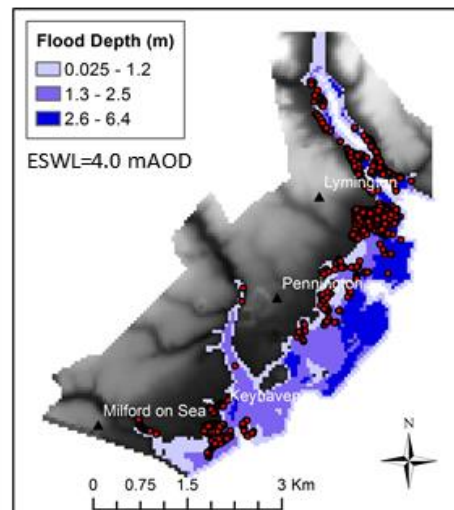 Flood Depth (m)
0.025 - 1.2
1.3 - 2.5
2.6 - 6.4
ESWL=4.0 mAOD
Lymington
Pennington
Keyhaven
Milford on Sea
N
0 0.75 1.5 3 Km